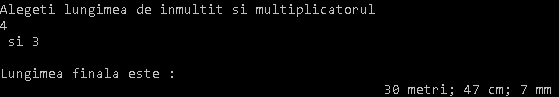 Alegeti lungimea de inmultit si multiplicatorul
4
si 3
Lungimea finala este :
30 metri; 47 cm; 7 mm